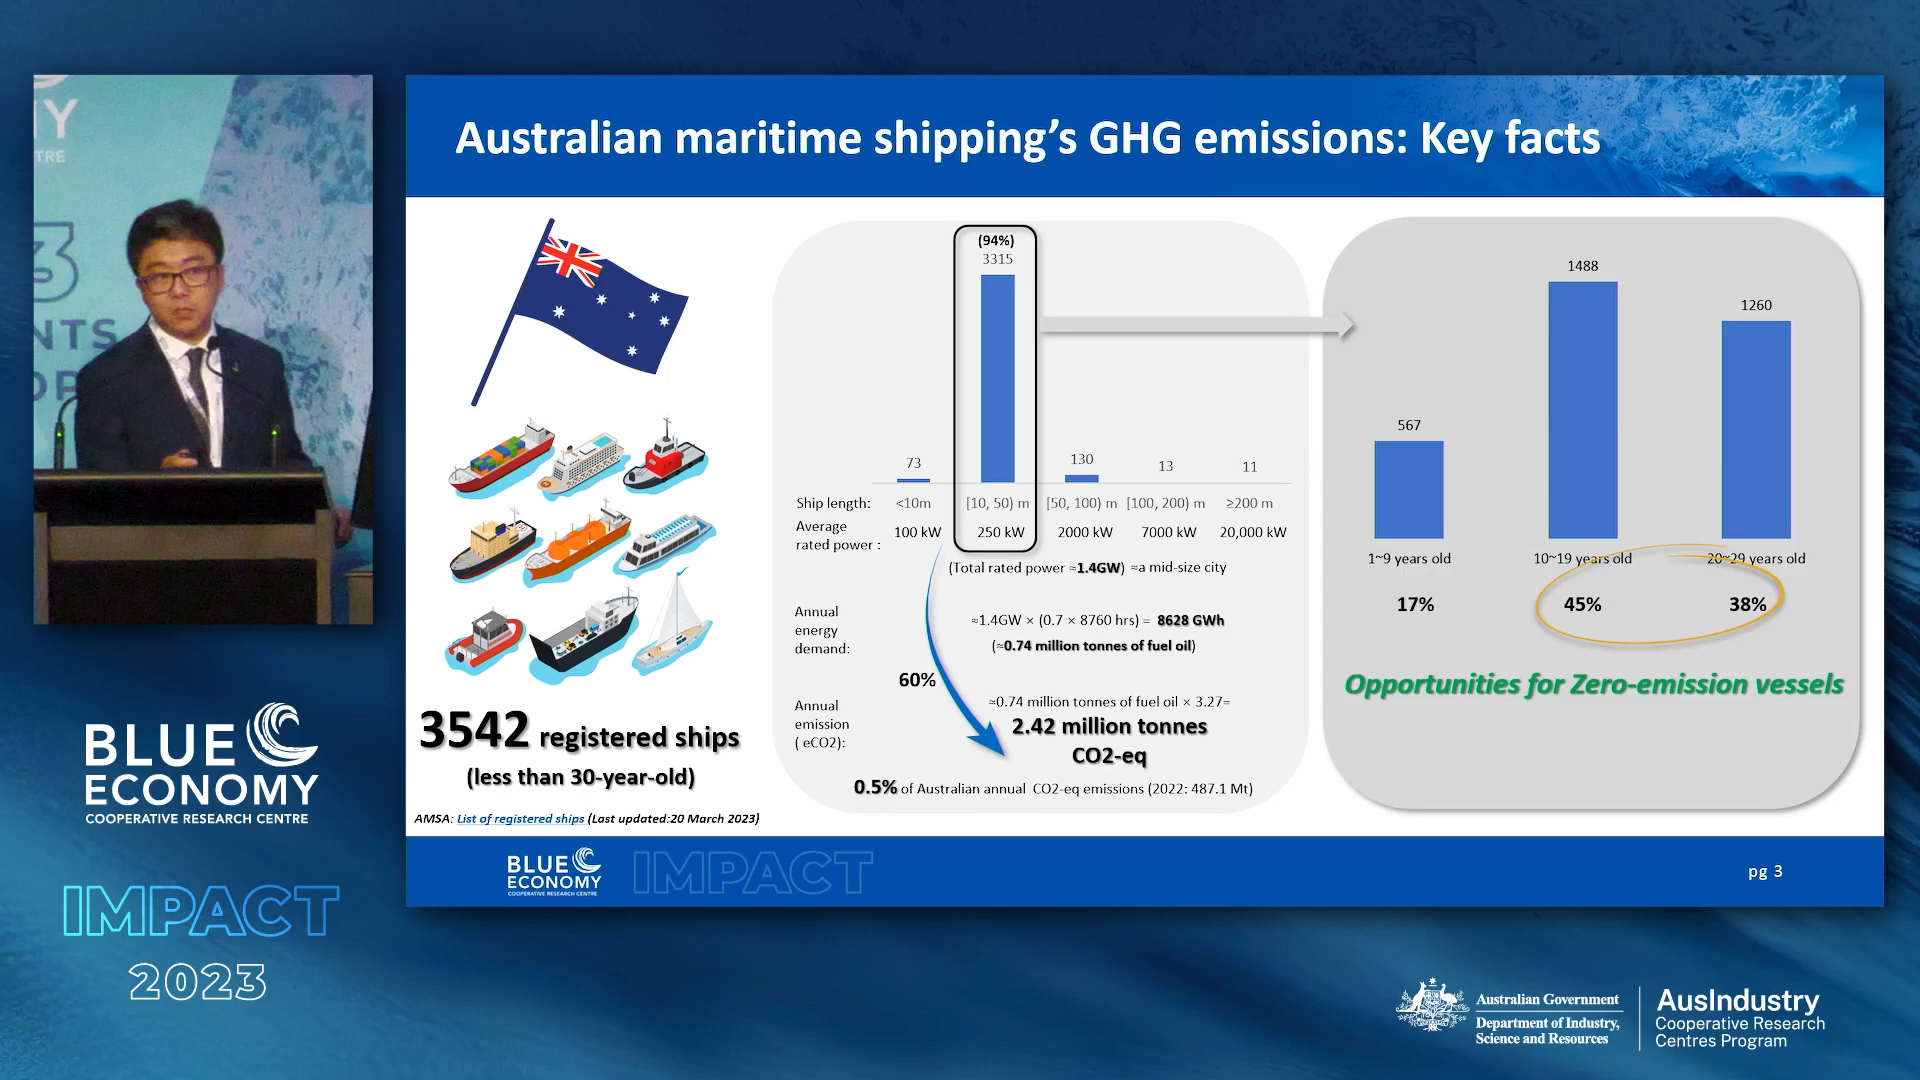 Australian maritime shipping's GHG emissions: Key facts
3542 registered ships
(less than 30-year-old)
AMSA: List of registered ships (Last updated:20 March 2023)
(94%)
73 3315 130 13 11
Ship length: <10m [10, 50) m [50, 100) m [100, 200) m ≥200 m
Average
rated power : 100 kW 250 kW 2000 kW 7000 kW 20,000 kW
(Total rated power ≈1.4GW) ≈a mid-size city
Annual
energy
demand:
≈1.4GW × (0.7 × 8760 hrs) = 8628 GWh
(≈0.74 million tonnes of fuel oil)
60%
Annual
emission
( eCO2):
≈0.74 million tonnes of fuel oil × 3.27=
2.42 million tonnes
CO2-eq
0.5% of Australian annual CO2-eq emissions (2022: 487.1 Mt)
567 1488 1260
1~9 years old 10~19 years old 20~29 years old
17% 45% 38%
Opportunities for Zero-emission vessels
BLUE
ECONOMY
COOPERATIVE RESEARCH CENTRE
IMPACT
pg 3
MY
TRE
3
NTS
OP
BLUE
ECONOMY
COOPERATIVE RESEARCH CENTRE
IMPACT
2023
Australian Government
Department of Industry,
Science and Resources
AusIndustry
Cooperative Research
Centres Program